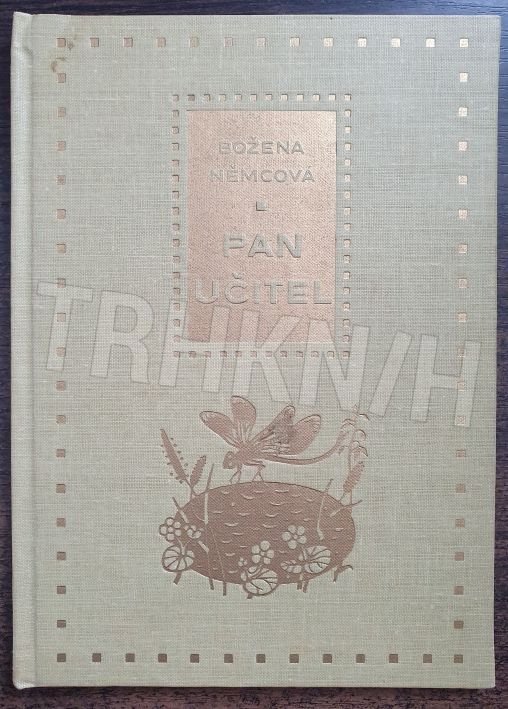 BOŽENA
NĚMCOVÁ
PAN
UČITEL
TRHKNIH